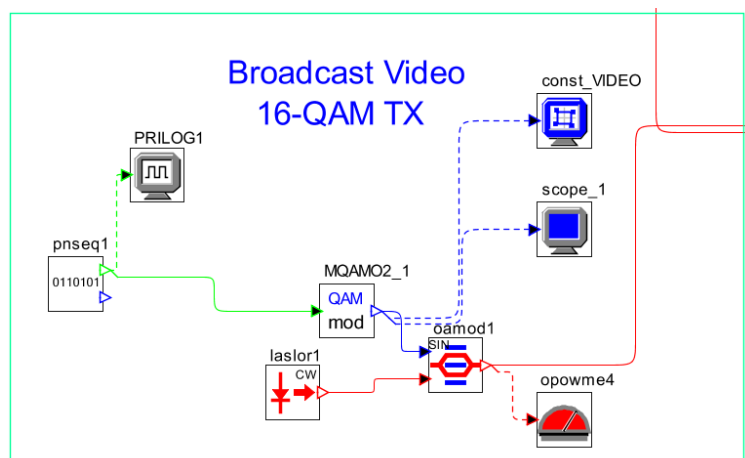 Broadcast Video
16-QAM TX
const_VIDEO
PRILOG1
scope_1
pnseq1
0110101
MQAMO2_1
QAM
mod
oamod1
SIN
laslor1
CW
opowme4